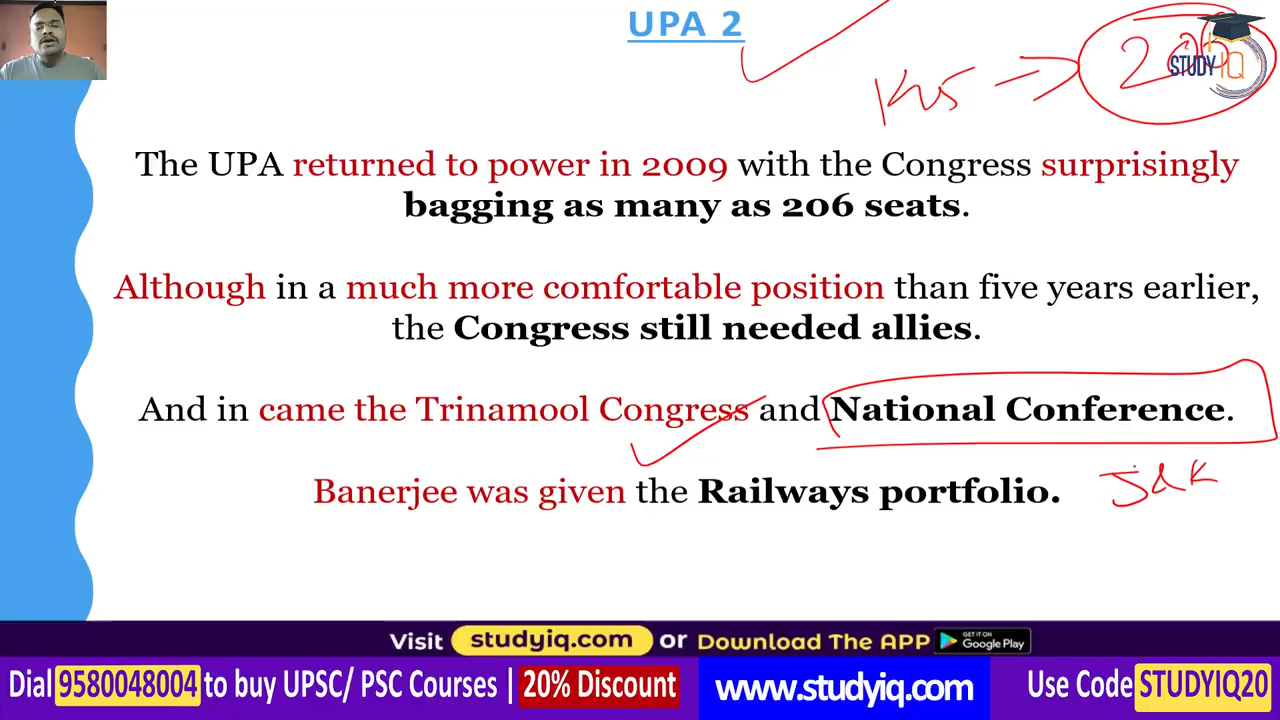 UPA 2
STUDY IQ
The UPA returned to power in 2009 with the Congress surprisingly
bagging as many as 206 seats.
Although in a much more comfortable position than five years earlier,
the Congress still needed allies.
And in came the Trinamool Congress and National Conference.
Banerjee was given the Railways portfolio.
J&K
Visit studyiq.com or Download The APP GET IT ON Google Play
Dial 9580048004 to buy UPSC/ PSC Courses | 20% Discount www.studyiq.com Use Code STUDYIQ20